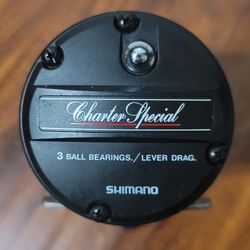 Charter Special
3 BALL BEARINGS./LEVER DRAG.
SHIMANO